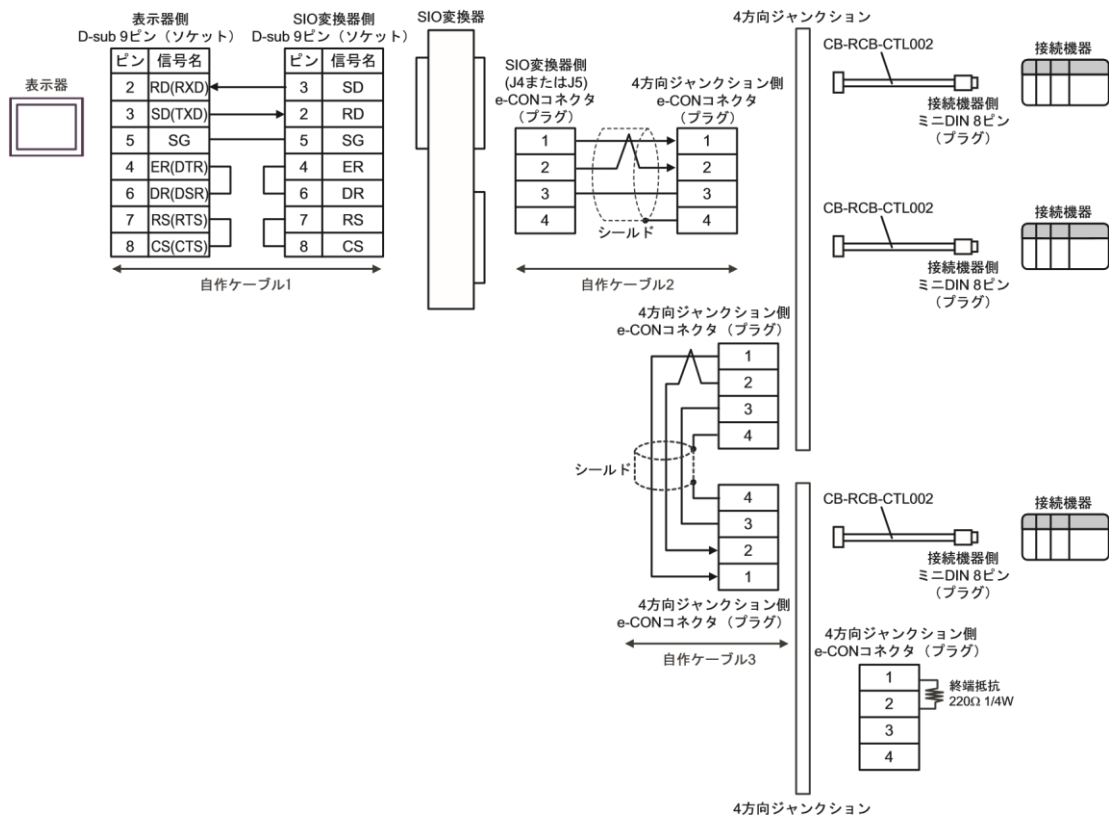 表示器
表示器側
D-sub 9ピン（ソケット）
ピン 信号名
2 RD(RXD)
3 SD(TXD)
5 SG
4 ER(DTR)
6 DR(DSR)
7 RS(RTS)
8 CS(CTS)
SIO変換器側
D-sub 9ピン（ソケット）
ピン 信号名
3 SD
2 RD
5 SG
4 ER
6 DR
7 RS
8 CS
自作ケーブル1
SIO変換器
SIO変換器側
(J4またはJ5)
e-CONコネクタ
（プラグ）
1
2
3
4
4方向ジャンクション側
e-CONコネクタ
（プラグ）
1
2
3
4
シールド
自作ケーブル2
4方向ジャンクション
CB-RCB-CTL002
接続機器側
ミニDIN 8ピン
（プラグ）
接続機器
CB-RCB-CTL002
接続機器側
ミニDIN 8ピン
（プラグ）
接続機器
4方向ジャンクション側
e-CONコネクタ（プラグ）
1
2
3
4
シールド
4
3
2
1
4方向ジャンクション側
e-CONコネクタ（プラグ）
自作ケーブル3
CB-RCB-CTL002
接続機器側
ミニDIN 8ピン
（プラグ）
接続機器
4方向ジャンクション側
e-CONコネクタ（プラグ）
1
2
3
4
終端抵抗
220Ω 1/4W
4方向ジャンクション